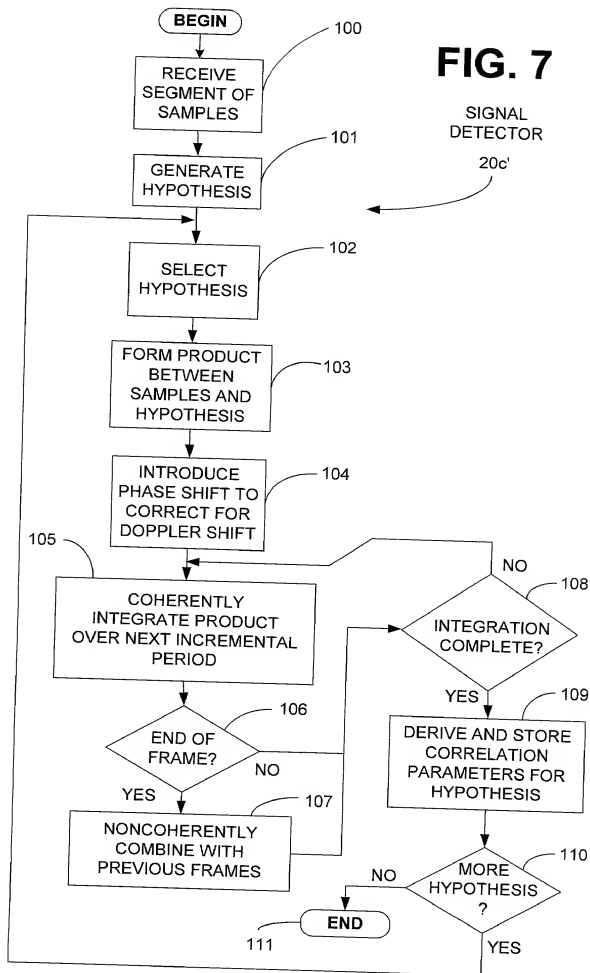 BEGIN
100
RECEIVE
SEGMENT OF
SAMPLES
FIG. 7
SIGNAL
DETECTOR
20c'
101
GENERATE
HYPOTHESIS
102
SELECT
HYPOTHESIS
FORM PRODUCT
BETWEEN
SAMPLES AND
HYPOTHESIS
103
INTRODUCE
PHASE SHIFT TO
CORRECT FOR
DOPPLER SHIFT
104
105
COHERENTLY
INTEGRATE PRODUCT
OVER NEXT INCREMENTAL
PERIOD
NO
108
INTEGRATION
COMPLETE?
YES
106
END OF
FRAME?
NO
YES
107
NONCOHERENTLY
COMBINE WITH
PREVIOUS FRAMES
109
DERIVE AND STORE
CORRELATION
PARAMETERS FOR
HYPOTHESIS
110
MORE
HYPOTHESIS
?
NO
END
111
YES